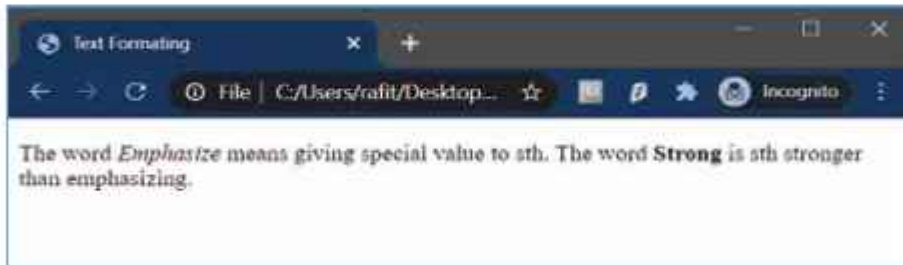 Text Formating
File | C:/Users/rafit/Desktop...
Incognito
The word Emphasize means giving special value to sth. The word Strong is sth stronger
than emphasizing.